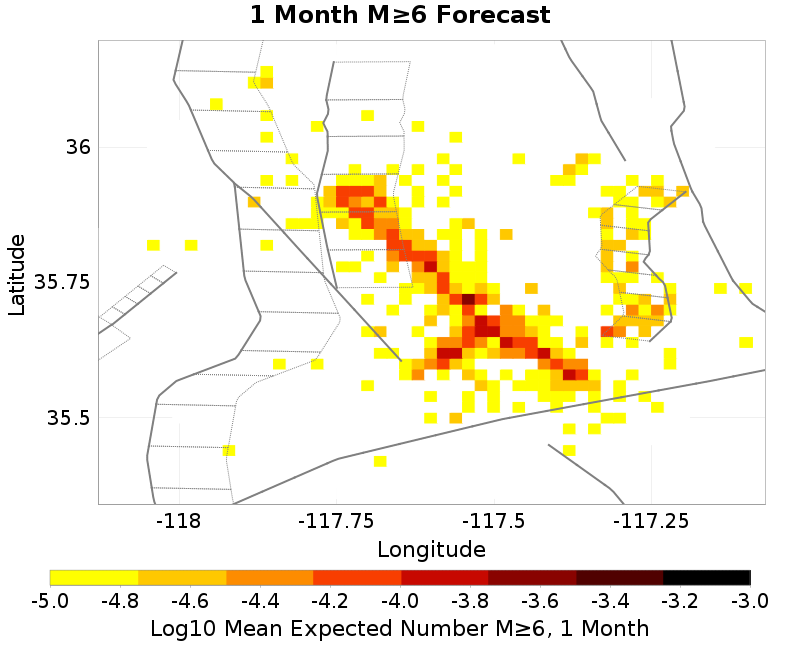 1 Month M≥6 Forecast
Latitude
36
35.75
35.5
-118 -117.75 -117.5 -117.25
Longitude
-5.0 -4.8 -4.6 -4.4 -4.2 -4.0 -3.8 -3.6 -3.4 -3.2 -3.0
Log10 Mean Expected Number M≥6, 1 Month